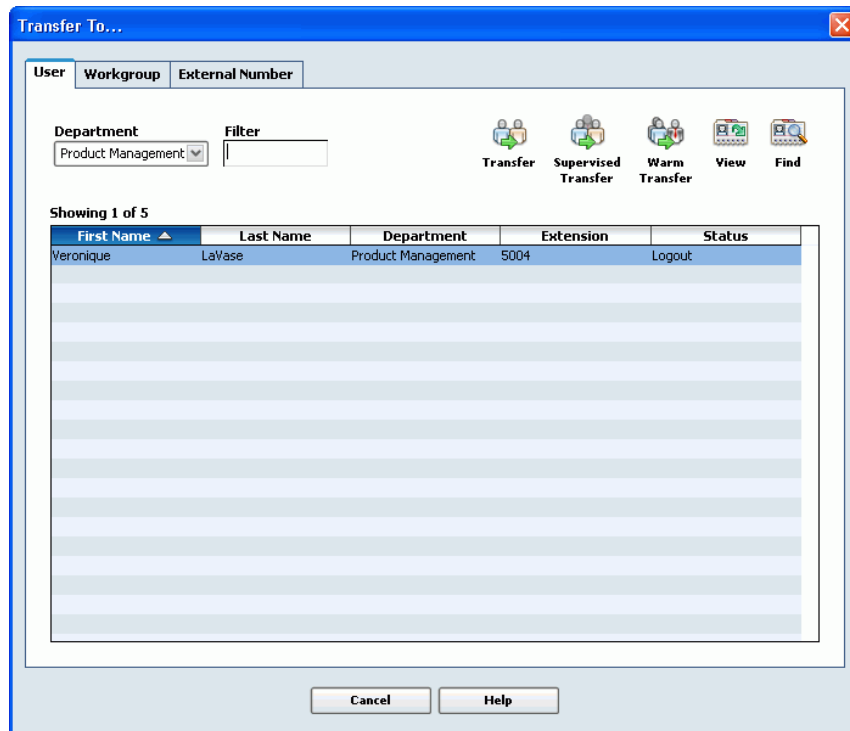 Transfer To...
User Workgroup External Number
Department Filter
Product Management
Transfer Supervised Transfer Warm Transfer View Find
Showing 1 of 5
First Name Last Name Department Extension Status
Veronique LaVase Product Management 5004 Logout
Cancel Help